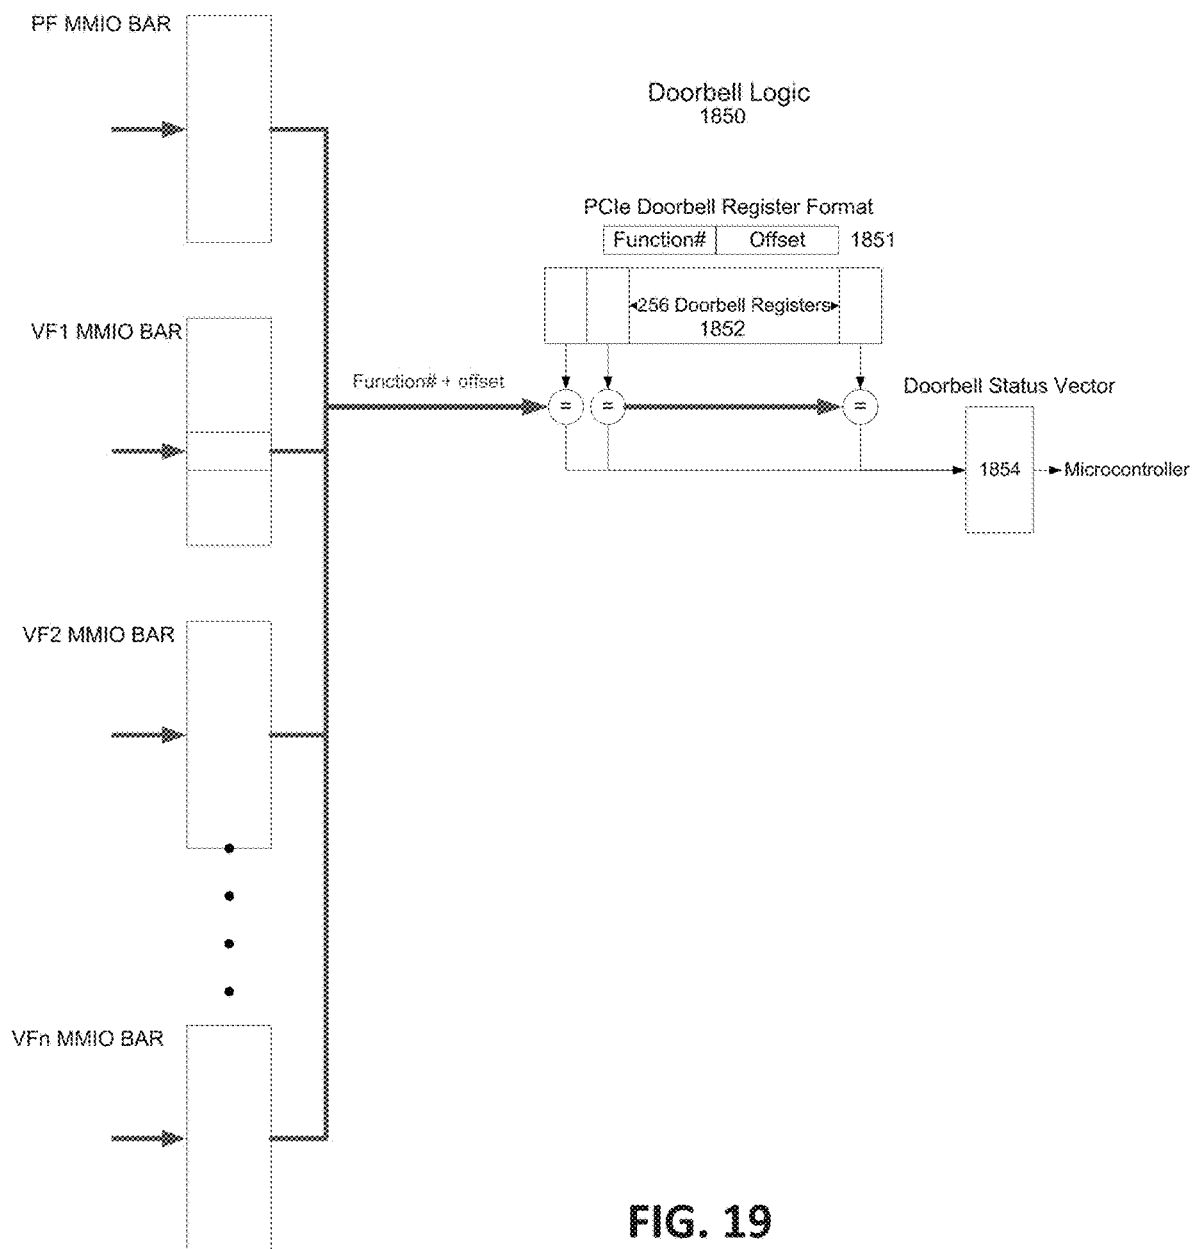 PF MMIO BAR
Doorbell Logic
1850
PCIe Doorbell Register Format
Function# Offset 1851
256 Doorbell Registers
1852
VF1 MMIO BAR
Function# + offset
= = =
Doorbell Status Vector
1854
Microcontroller
VF2 MMIO BAR
VFn MMIO BAR
FIG. 19